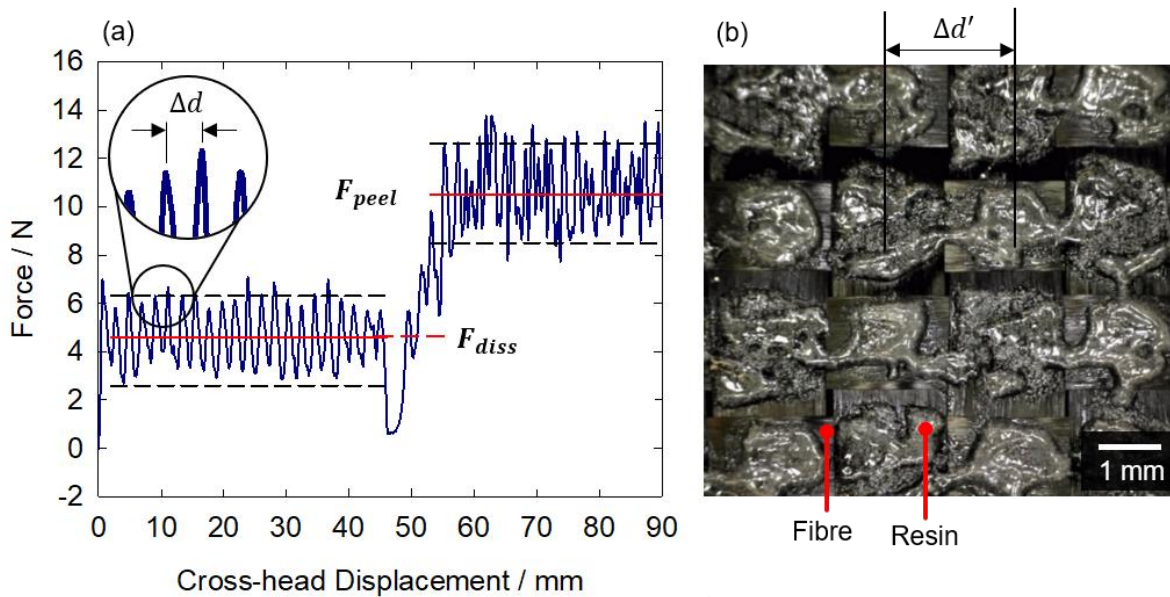 (a)
16
14
12
10
8
6
4
2
0
-2
Force / N
Δd
F_peel
F_diss
0 10 20 30 40 50 60 70 80 90
Cross-head Displacement / mm
(b)
Δd′
1 mm
Fibre
Resin